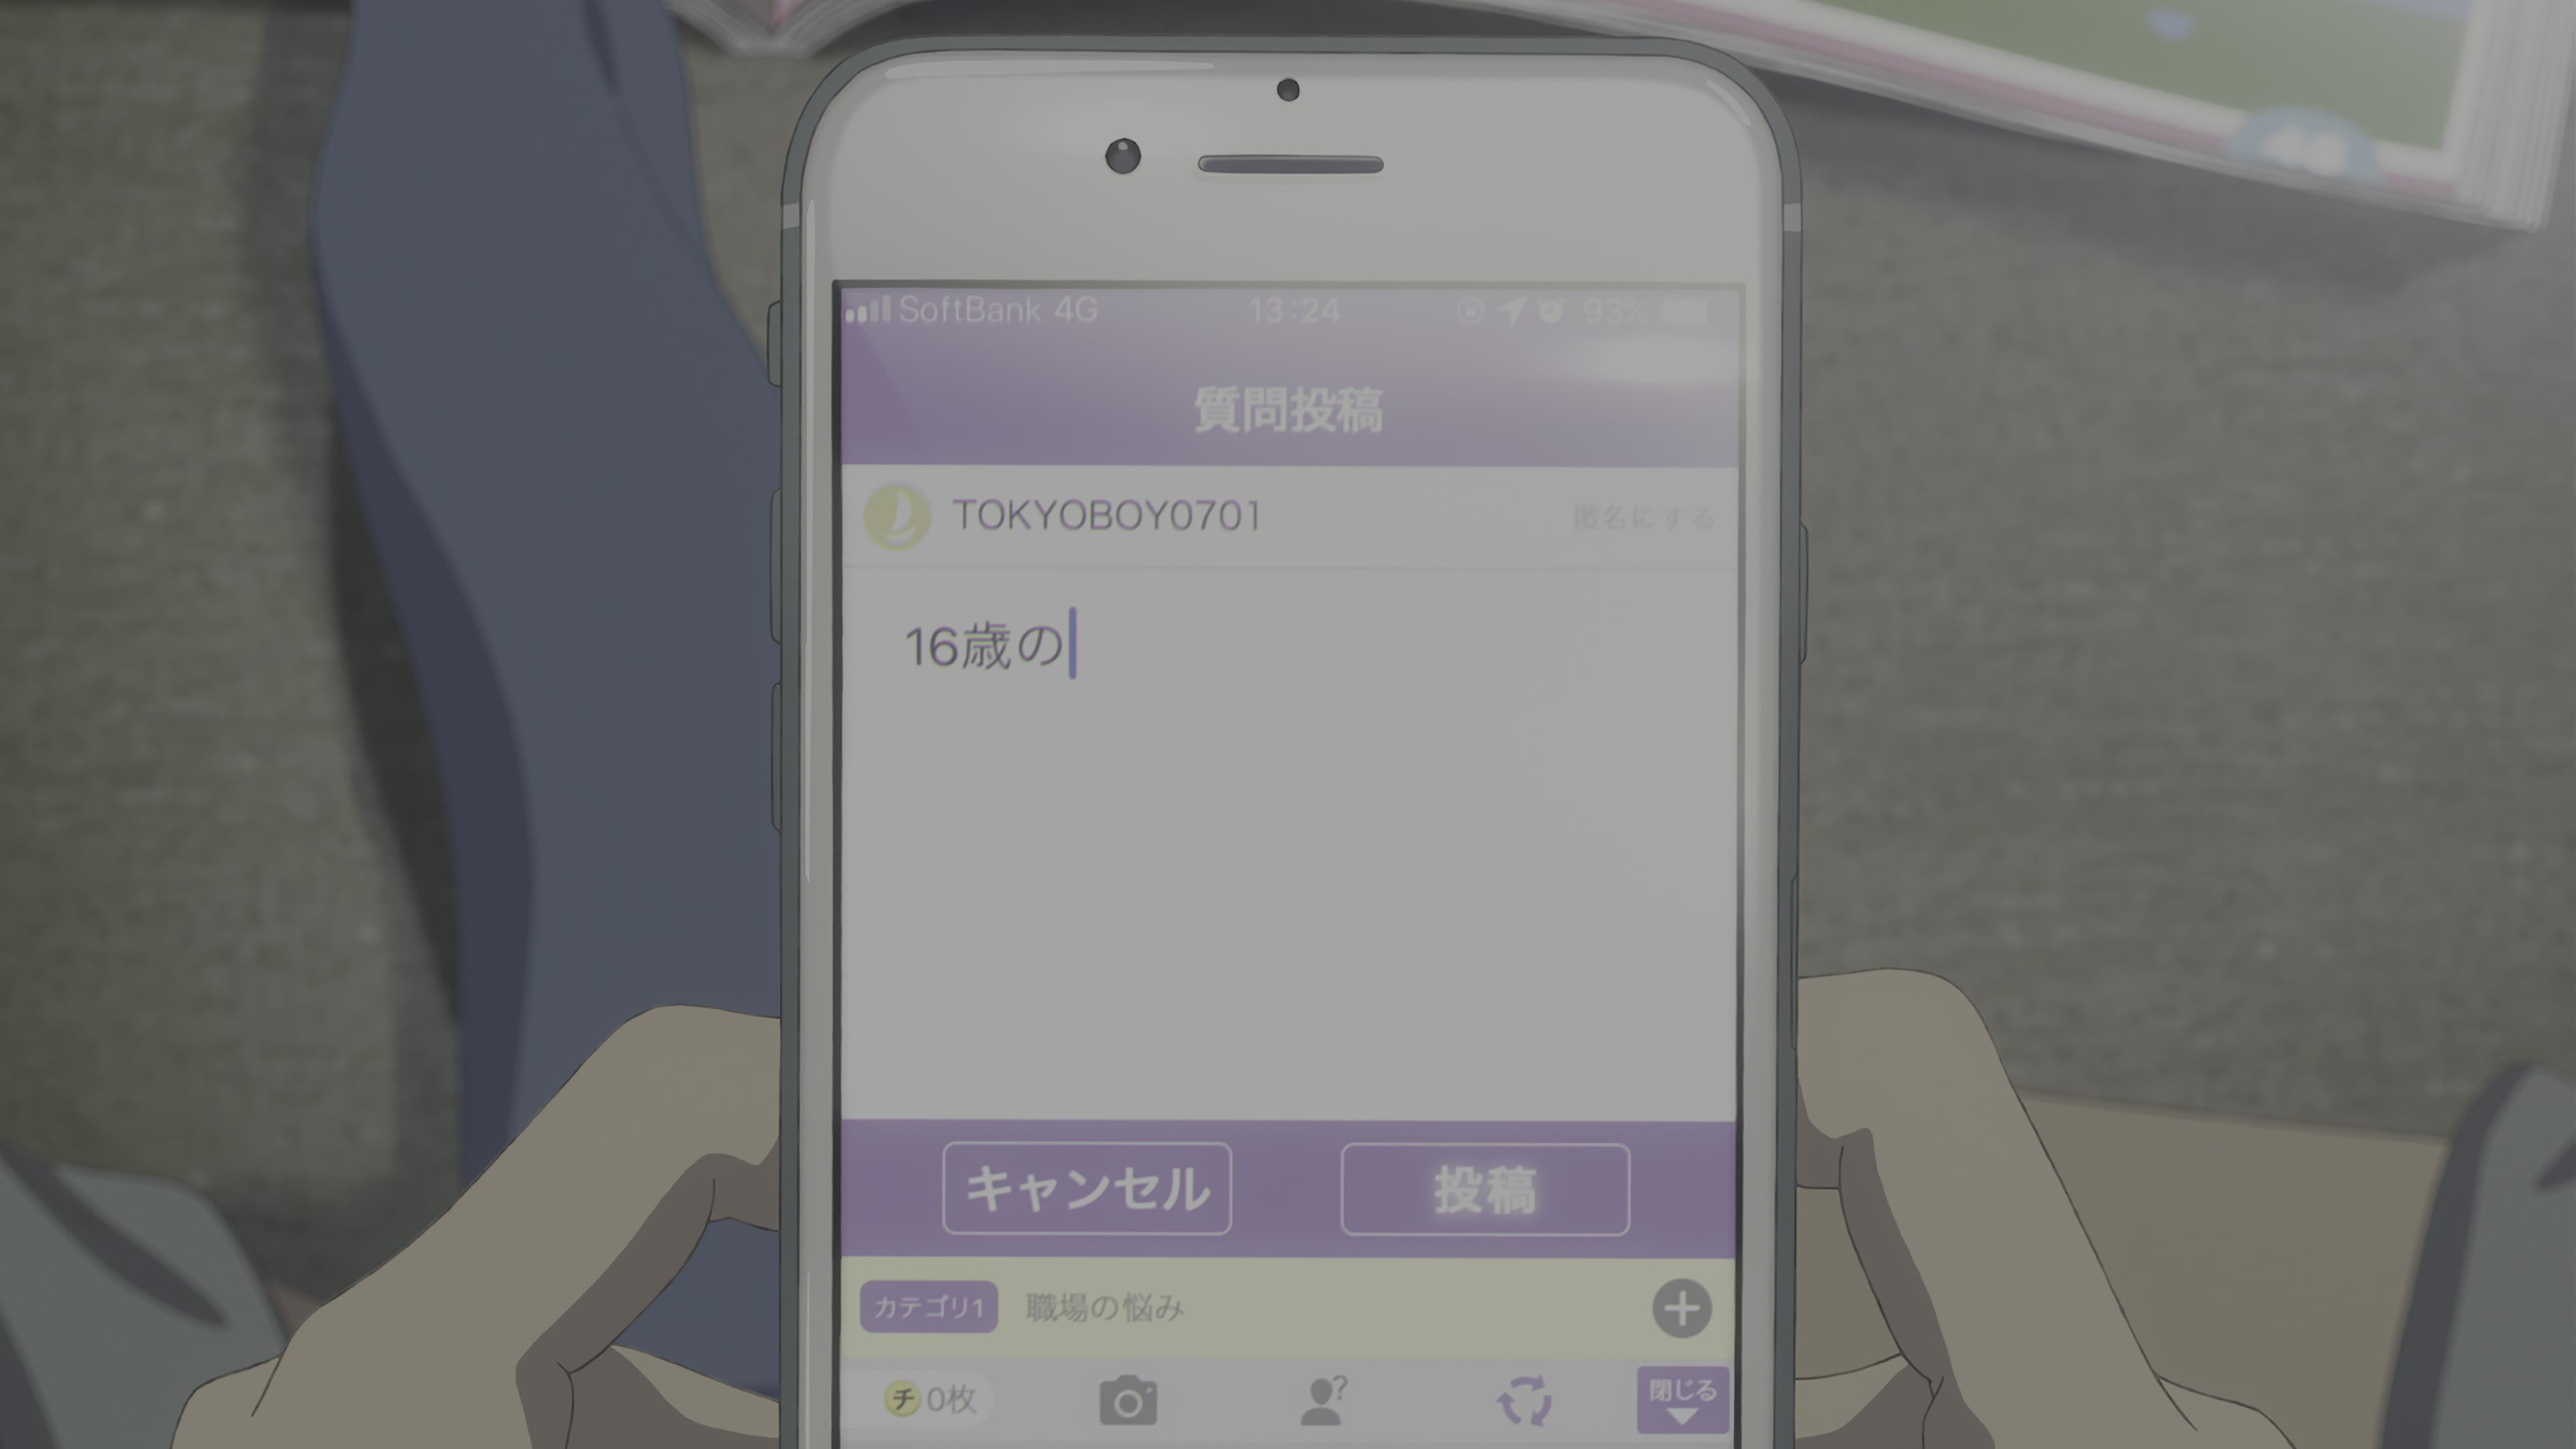 SoftBank 4G 13:24 93%
質問投稿
TOKYOBOY0701 匿名にする
16歳の
キャンセル 投稿
カテゴリ1 職場の悩み
チ 0枚 ? 閉じる